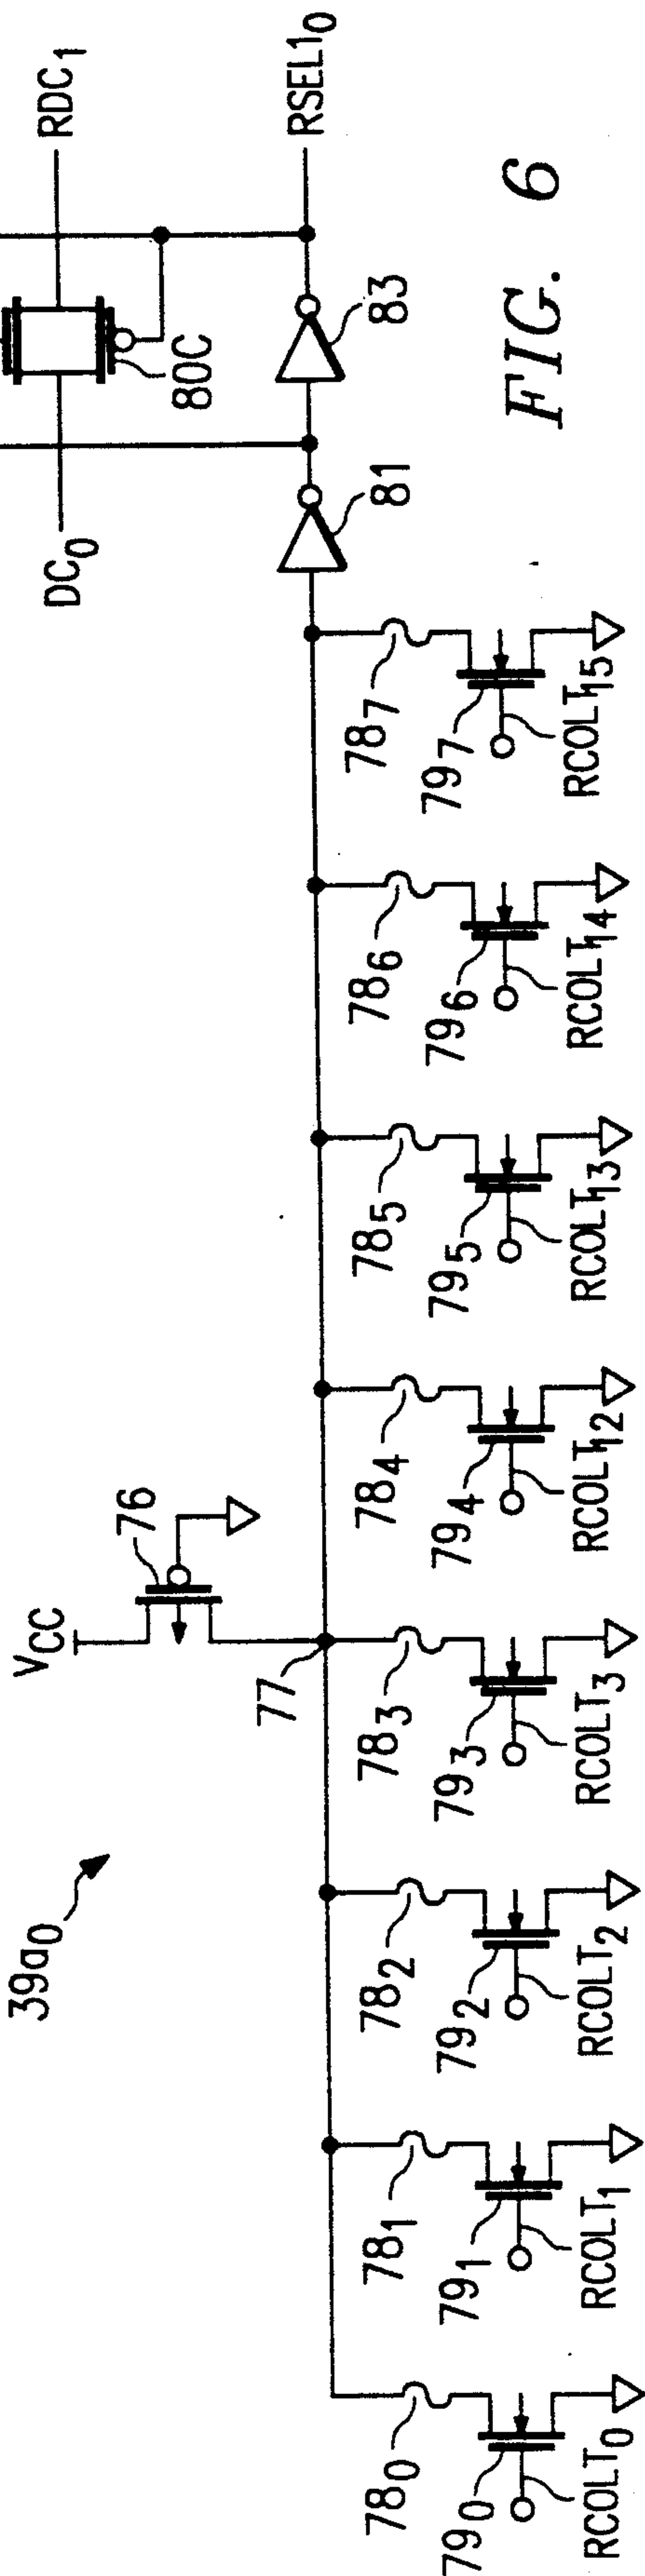 39a₀
V_CC
76
77
DC₀
RDC₁
80C
81
83
RSEL1₀
78₀
78₁
78₂
78₃
78₄
78₅
78₆
78₇
79₀
79₁
79₂
79₃
79₄
79₅
79₆
79₇
RCOLT₀
RCOLT₁
RCOLT₂
RCOLT₃
RCOLT₁₂
RCOLT₁₃
RCOLT₁₄
RCOLT₁₅
FIG. 6